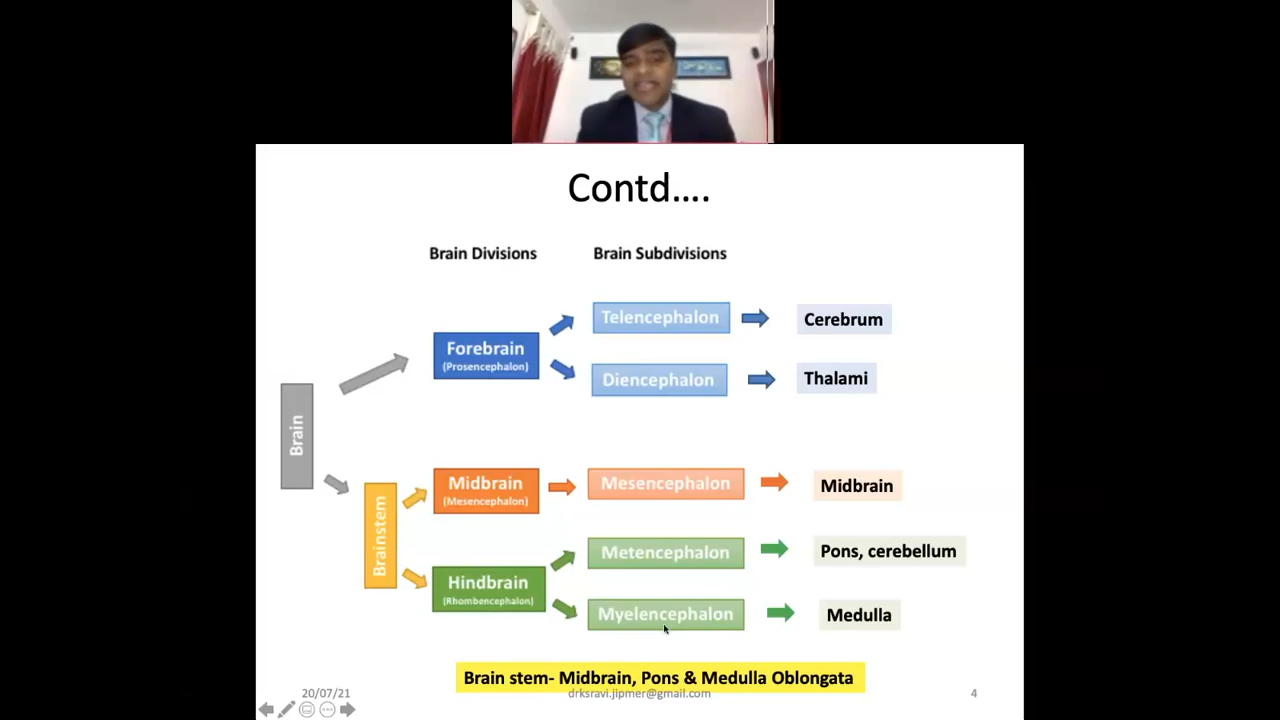 Contd....
Brain Divisions
Brain Subdivisions
Telencephalon
Cerebrum
Forebrain
(Prosencephalon)
Diencephalon
Thalami
Brain
Midbrain
(Mesencephalon)
Mesencephalon
Midbrain
Brainstem
Metencephalon
Pons, cerebellum
Hindbrain
(Rhombencephalon)
Myelencephalon
Medulla
Brain stem- Midbrain, Pons & Medulla Oblongata
20/07/21
drksravi.jipmer@gmail.com
4